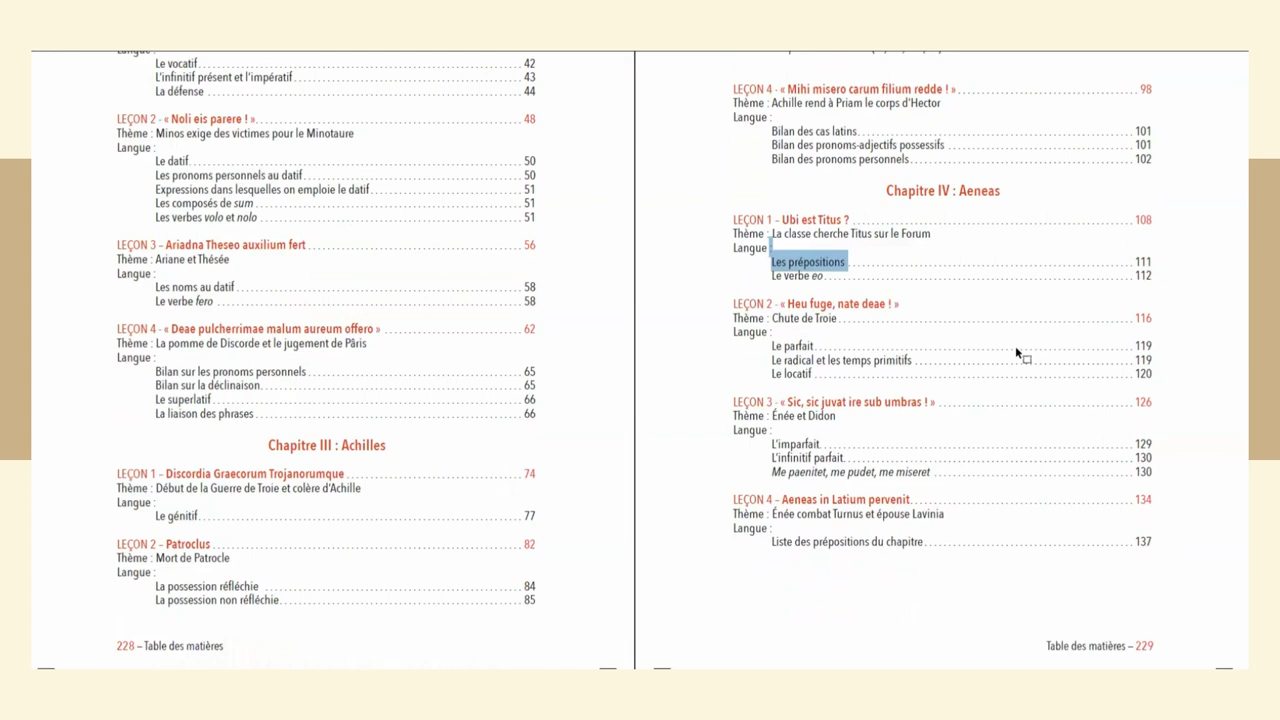 Langue :
Le vocatif 42
L'infinitif présent et l'impératif 43
La défense 44
LEÇON 2 - « Noli eis parere ! » 48
Thème : Minos exige des victimes pour le Minotaure
Langue :
Le datif 50
Les pronoms personnels au datif 50
Expressions dans lesquelles on emploie le datif 51
Les composés de sum 51
Les verbes volo et nolo 51
LEÇON 3 – Ariadna Theseo auxilium fert 56
Thème : Ariane et Thésée
Langue :
Les noms au datif 58
Le verbe fero 58
LEÇON 4 - « Deae pulcherrimae malum aureum offero » 62
Thème : La pomme de Discorde et le jugement de Pâris
Langue :
Bilan sur les pronoms personnels 65
Bilan sur la déclinaison 65
Le superlatif 66
La liaison des phrases 66
Chapitre III : Achilles
LEÇON 1 – Discordia Graecorum Trojanorumque 74
Thème : Début de la Guerre de Troie et colère d'Achille
Langue :
Le génitif 77
LEÇON 2 – Patroclus 82
Thème : Mort de Patrocle
Langue :
La possession réfléchie 84
La possession non réfléchie 85
228 – Table des matières
LEÇON 4 - « Mihi misero carum filium redde ! » 98
Thème : Achille rend à Priam le corps d'Hector
Langue :
Bilan des cas latins 101
Bilan des pronoms-adjectifs possessifs 101
Bilan des pronoms personnels 102
Chapitre IV : Aeneas
LEÇON 1 – Ubi est Titus ? 108
Thème : La classe cherche Titus sur le Forum
Langue :
Les prépositions 111
Le verbe eo 112
LEÇON 2 - « Heu fuge, nate deae ! »
Thème : Chute de Troie 116
Langue :
Le parfait 119
Le radical et les temps primitifs 119
Le locatif 120
LEÇON 3 - « Sic, sic juvat ire sub umbras ! » 126
Thème : Énée et Didon
Langue :
L'imparfait 129
L'infinitif parfait 130
Me paenitet, me pudet, me miseret 130
LEÇON 4 – Aeneas in Latium pervenit 134
Thème : Énée combat Turnus et épouse Lavinia
Langue :
Liste des prépositions du chapitre 137
Table des matières – 229